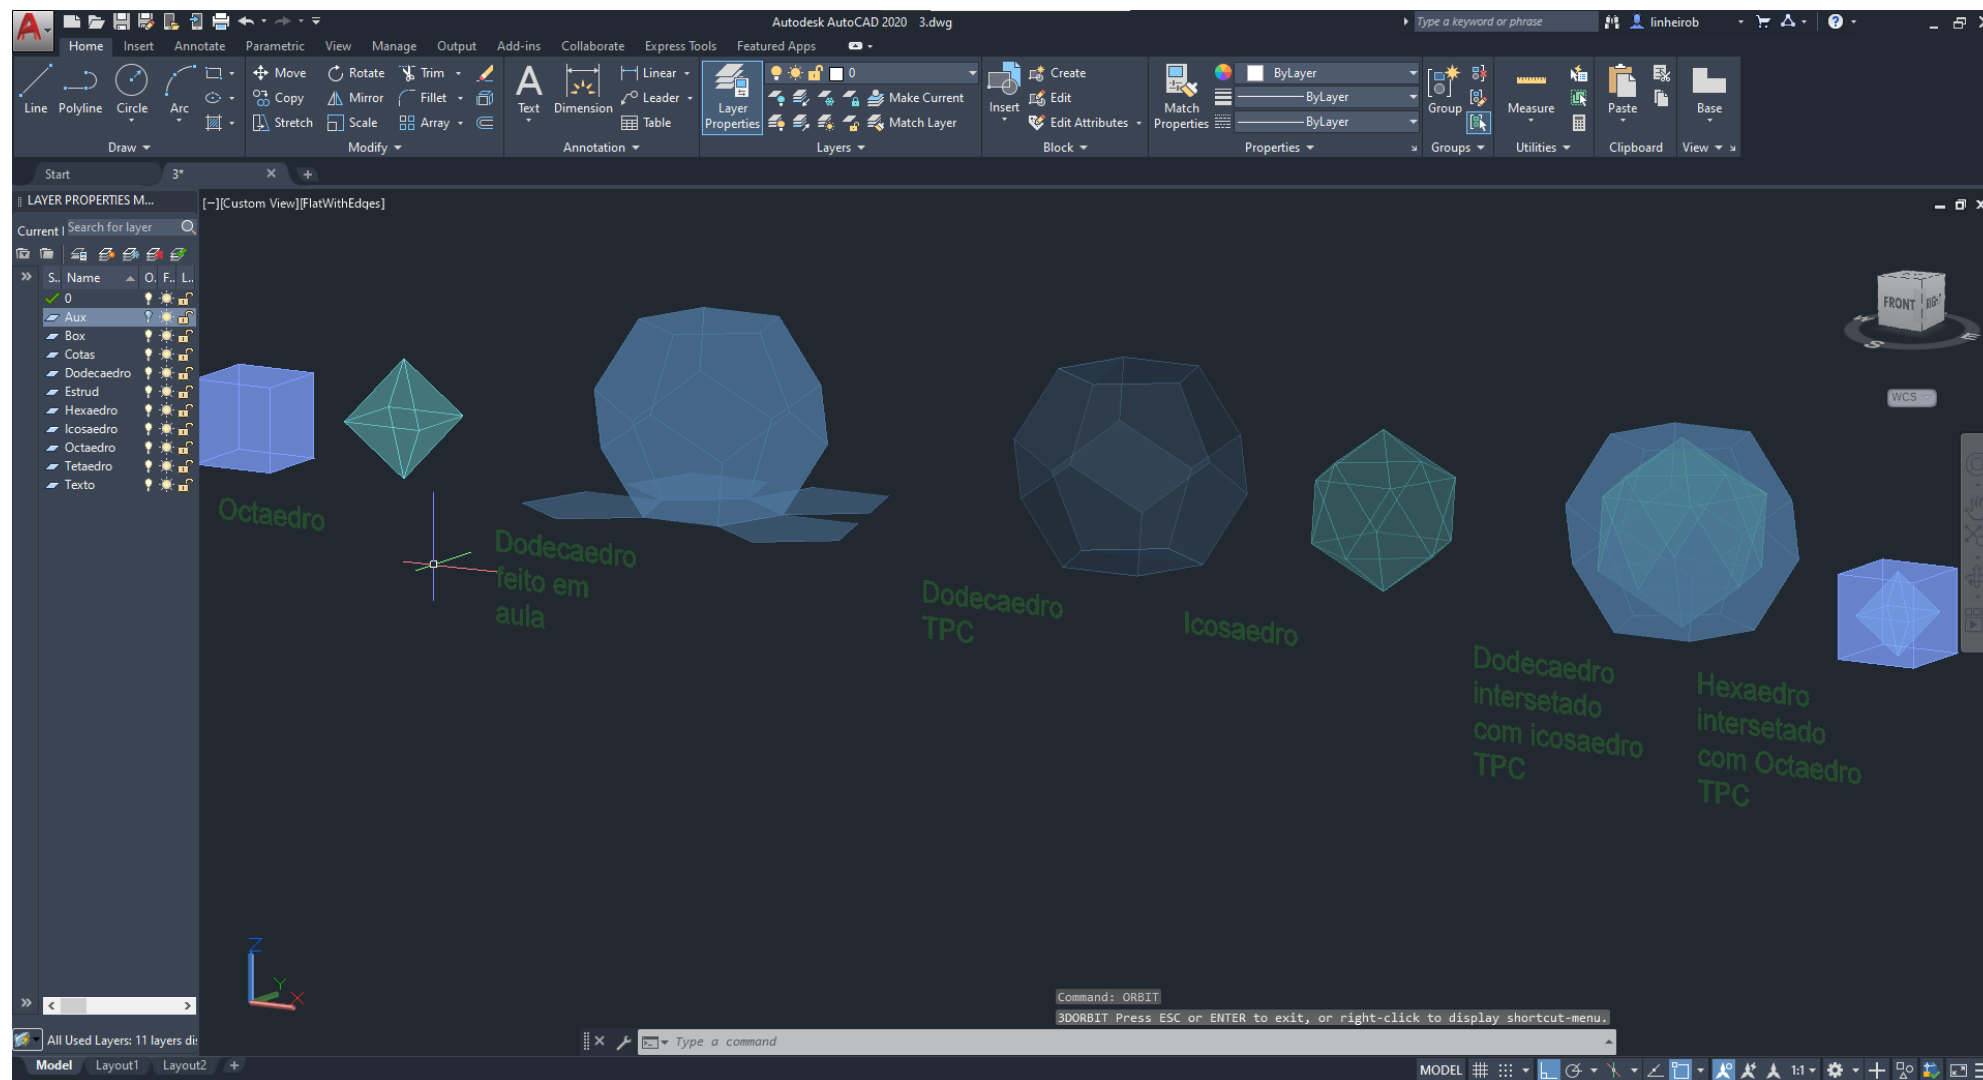 Autodesk AutoCAD 2020 3.dwg
Type a keyword or phrase
linheirob
Home Insert Annotate Parametric View Manage Output Add-ins Collaborate Express Tools Featured Apps
Line Polyline Circle Arc
Move Rotate Trim
Copy Mirror Fillet
Stretch Scale Array
Text Dimension
Linear
Leader
Table
Layer
Properties
0
Make Current
Match Layer
Insert
Create
Edit
Edit Attributes
Match
Properties
ByLayer
ByLayer
ByLayer
Group
Measure
Paste
Base
Draw Modify Annotation Layers Block Properties Groups Utilities Clipboard View
Start 3*
LAYER PROPERTIES M...
Current l Search for layer
S.. Name O. F.. L..
0
Aux
Box
Cotas
Dodecaedro
Estrud
Hexaedro
Icosaedro
Octaedro
Tetaedro
Texto
All Used Layers: 11 layers di
[−][Custom View][FlatWithEdges]
FRONT RIGHT
S E
WCS
Octaedro
Dodecaedro
feito em
aula
Dodecaedro
TPC
Icosaedro
Dodecaedro
intersetado
com icosaedro
TPC
Hexaedro
intersetado
com Octaedro
TPC
Z
Y
X
Command: ORBIT
3DORBIT Press ESC or ENTER to exit, or right-click to display shortcut-menu.
Type a command
Model Layout1 Layout2 +
MODEL 1:1